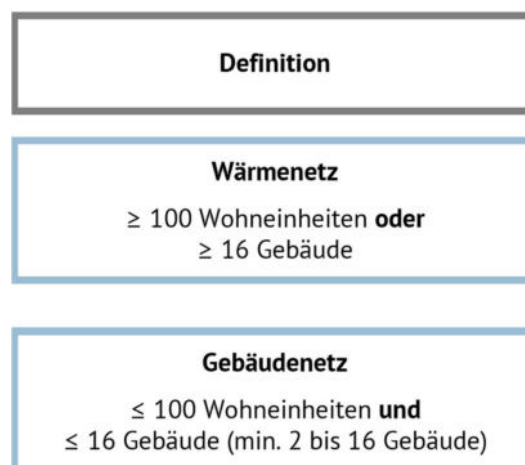 Definition
Wärmenetz
≥ 100 Wohneinheiten oder
≥ 16 Gebäude
Gebäudenetz
≤ 100 Wohneinheiten und
≤ 16 Gebäude (min. 2 bis 16 Gebäude)